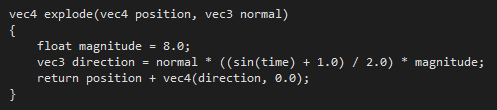 vec4 explode(vec4 position, vec3 normal)
{
    float magnitude = 8.0;
    vec3 direction = normal * ((sin(time) + 1.0) / 2.0) * magnitude;
    return position + vec4(direction, 0.0);
}